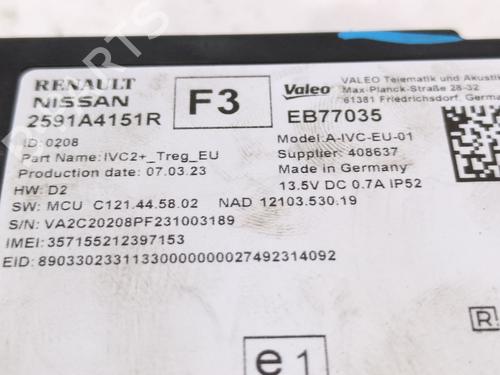 RENAULT
NISSAN
2591A4151R
F3
Valeo
VALEO Telematik und Akustik
Max-Planck-Straße 28-32
61381 Friedrichsdorf, Germany
EB77035
ID: 0208
Part Name: IVC2+_Treg_EU
Production date: 07.03.23
HW: D2
Model: A-IVC-EU-01
Supplier: 408637
13.5V DC 0.7A IP52
SW: MCU C121.44.58.02 NAD 12103.530.19
S/N: VA2C20208PF231003189
IMEI: 357155212397153
EID: 89033023311330000000027492314092
e1
R